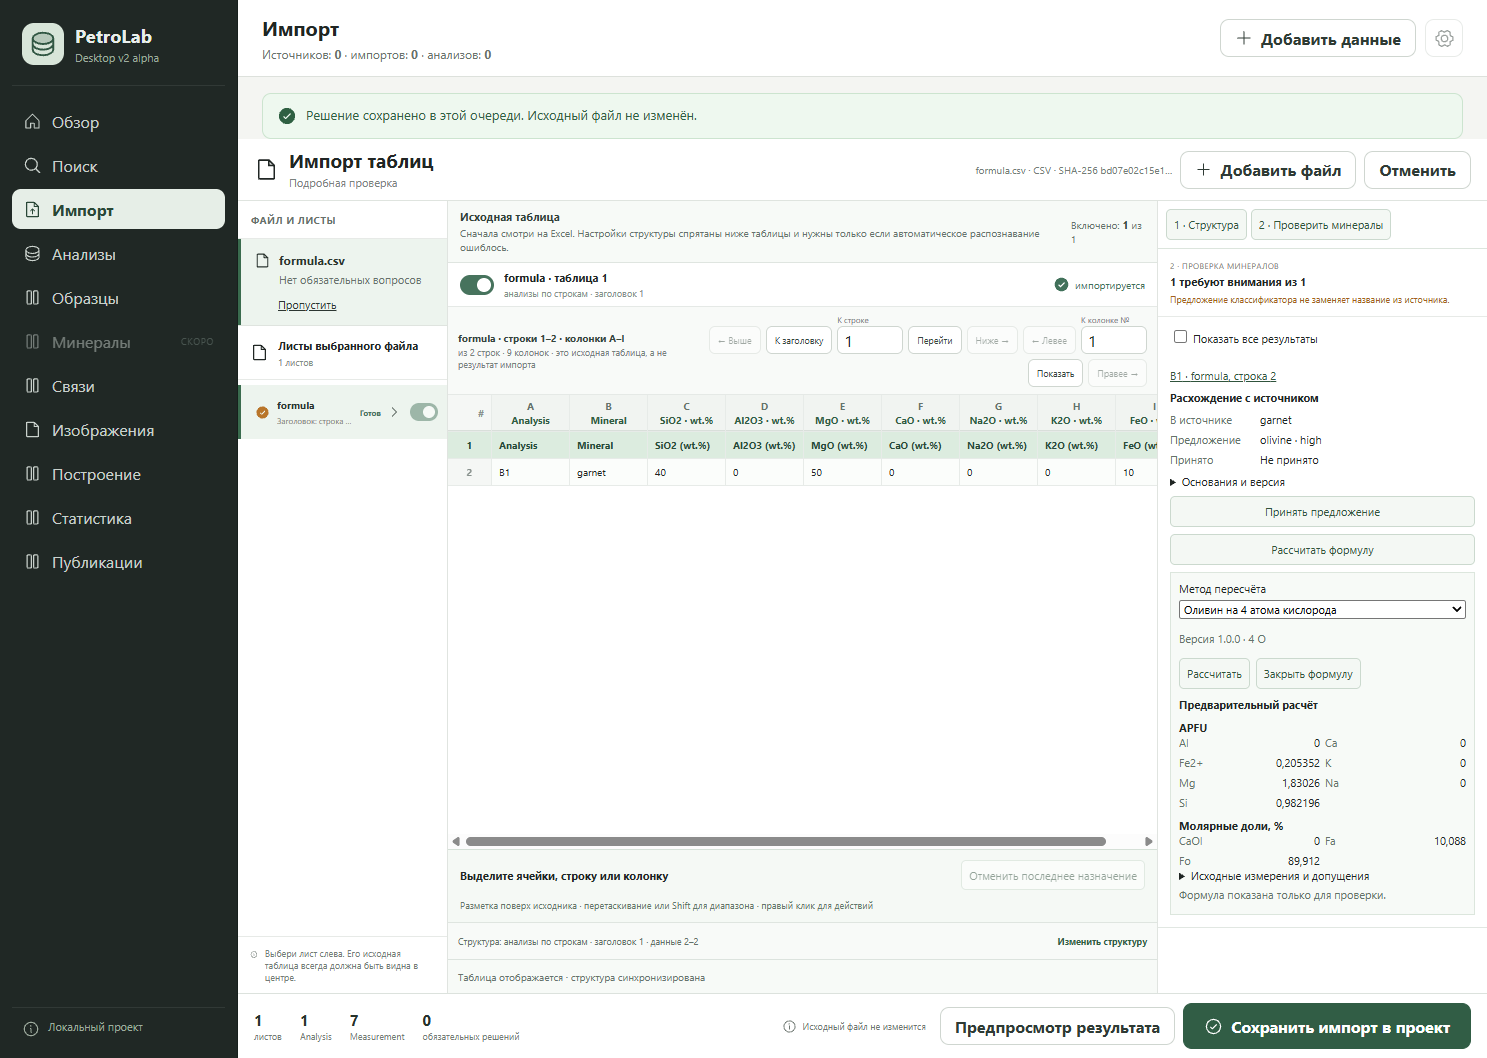 PetroLab
Desktop v2 alpha
Обзор
Поиск
Импорт
Анализы
Образцы
Минералы СКОРО
Связи
Изображения
Построение
Статистика
Публикации
Локальный проект
Импорт
Источников: 0 · импортов: 0 · анализов: 0
Добавить данные
Решение сохранено в этой очереди. Исходный файл не изменён.
Импорт таблиц
Подробная проверка
formula.csv · CSV · SHA-256 bd07e02c15e1...
Добавить файл
Отменить
ФАЙЛ И ЛИСТЫ
formula.csv
Нет обязательных вопросов
Пропустить
Листы выбранного файла
1 листов
formula
Заголовок: строка ...
Готов
Выбери лист слева. Его исходная
таблица всегда должна быть видна в
центре.
Исходная таблица
Сначала смотри на Excel. Настройки структуры спрятаны ниже таблицы и нужны только если автоматическое распознавание
ошиблось.
Включено: 1 из
1
formula · таблица 1
анализы по строкам · заголовок 1
импортируется
formula · строки 1–2 · колонки A–I
из 2 строк · 9 колонок · это исходная таблица, а не
результат импорта
← Выше
К заголовку
К строке
1
Перейти
Ниже →
← Левее
К колонке №
1
Показать
Правее →
# A B C D E F G H I
Analysis Mineral SiO2 · wt.% Al2O3 · wt.% MgO · wt.% CaO · wt.% Na2O · wt.% K2O · wt.% FeO ·
1 Analysis Mineral SiO2 (wt.%) Al2O3 (wt.%) MgO (wt.%) CaO (wt.%) Na2O (wt.%) K2O (wt.%) FeO (wt
2 B1 garnet 40 0 50 0 0 0 10
Выделите ячейки, строку или колонку
Отменить последнее назначение
Разметка поверх исходника · перетаскивание или Shift для диапазона · правый клик для действий
Структура: анализы по строкам · заголовок 1 · данные 2–2
Изменить структуру
Таблица отображается · структура синхронизирована
1 · Структура
2 · Проверить минералы
2 · ПРОВЕРКА МИНЕРАЛОВ
1 требуют внимания из 1
Предложение классификатора не заменяет название из источника.
Показать все результаты
B1 · formula, строка 2
Расхождение с источником
В источнике garnet
Предложение olivine · high
Принято Не принято
Основания и версия
Принять предложение
Рассчитать формулу
Метод пересчёта
Оливин на 4 атома кислорода
Версия 1.0.0 · 4 O
Рассчитать
Закрыть формулу
Предварительный расчёт
APFU
Al 0 Ca 0
Fe2+ 0,205352 K 0
Mg 1,83026 Na 0
Si 0,982196
Молярные доли, %
CaOl 0 Fa 10,088
Fo 89,912
Исходные измерения и допущения
Формула показана только для проверки.
1
листов
1
Analysis
7
Measurement
0
обязательных решений
Исходный файл не изменится
Предпросмотр результата
Сохранить импорт в проект